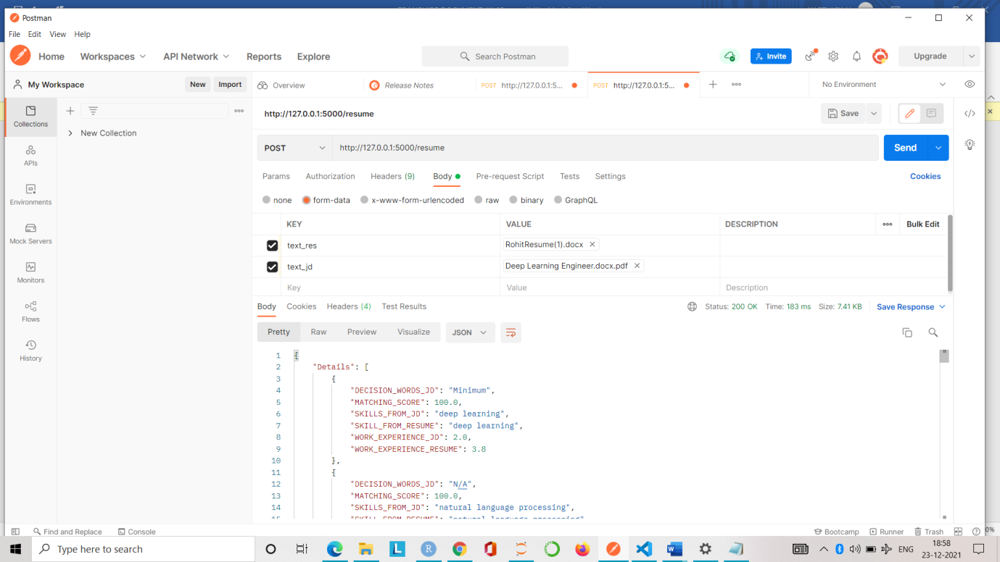 Postman
File Edit View Help
Home Workspaces API Network Reports Explore Search Postman Invite Upgrade
My Workspace New Import Overview Release Notes POST http://127.0.0.1:5... POST http://127.0.0.1:5... No Environment
Collections
New Collection
APIs
Environments
Mock Servers
Monitors
Flows
History
http://127.0.0.1:5000/resume Save
POST http://127.0.0.1:5000/resume Send
Params Authorization Headers (9) Body Pre-request Script Tests Settings Cookies
none form-data x-www-form-urlencoded raw binary GraphQL
KEY VALUE DESCRIPTION Bulk Edit
text_res RohitResume(1).docx
text_jd Deep Learning Engineer.docx.pdf
Key Value Description
Body Cookies Headers (4) Test Results Status: 200 OK Time: 183 ms Size: 7.41 KB Save Response
Pretty Raw Preview Visualize JSON
1 {
2 "Details": [
3 {
4 "DECISION_WORDS_JD": "Minimum",
5 "MATCHING_SCORE": 100.0,
6 "SKILLS_FROM_JD": "deep learning",
7 "SKILL_FROM_RESUME": "deep learning",
8 "WORK_EXPERIENCE_JD": 2.0,
9 "WORK_EXPERIENCE_RESUME": 3.8
10 },
11 {
12 "DECISION_WORDS_JD": "N/A",
13 "MATCHING_SCORE": 100.0,
14 "SKILLS_FROM_JD": "natural language processing",
15 "SKILL_FROM_RESUME": "natural language processing"
Find and Replace Console Bootcamp Runner Trash 0%
Type here to search ENG 18:58
23-12-2021